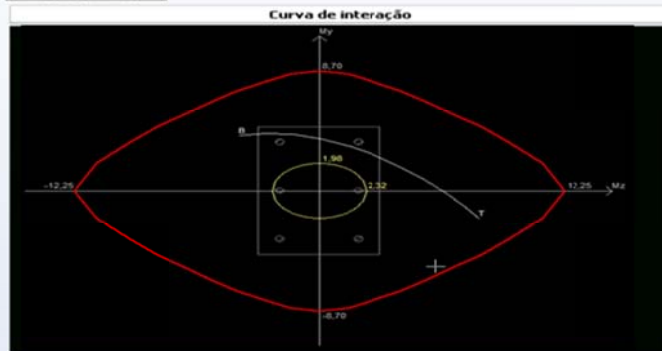 Curva de interação
My
8,70
B
1,98
-12,25
2,32
12,25
Mz
T
-8,70